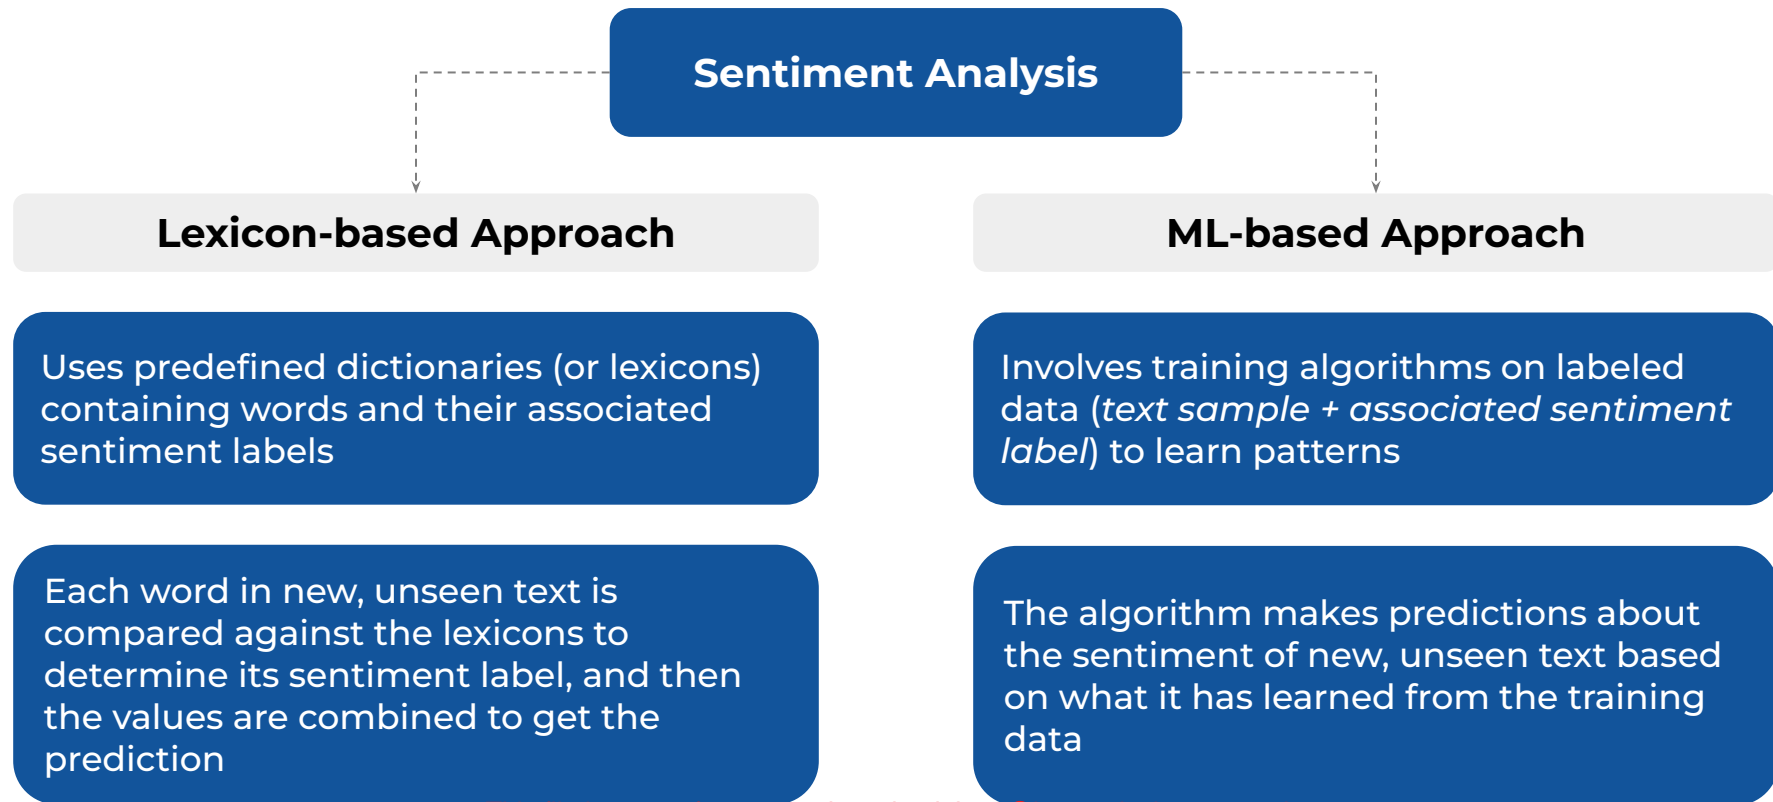 Sentiment Analysis
Lexicon-based Approach
Uses predefined dictionaries (or lexicons)
containing words and their associated
sentiment labels
Each word in new, unseen text is
compared against the lexicons to
determine its sentiment label, and then
the values are combined to get the
prediction
ML-based Approach
Involves training algorithms on labeled
data (text sample + associated sentiment
label) to learn patterns
The algorithm makes predictions about
the sentiment of new, unseen text based
on what it has learned from the training
data